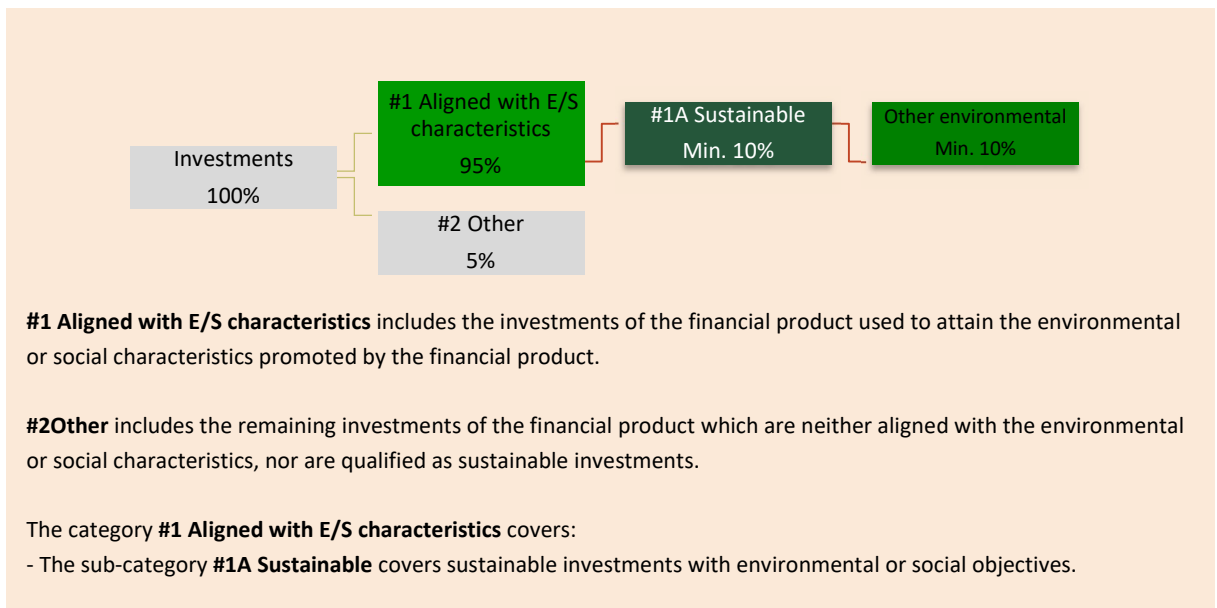 Investments
100%
#1 Aligned with E/S
characteristics
95%
#2 Other
5%
#1A Sustainable
Min. 10%
Other environmental
Min. 10%
#1 Aligned with E/S characteristics includes the investments of the financial product used to attain the environmental
or social characteristics promoted by the financial product.
#2Other includes the remaining investments of the financial product which are neither aligned with the environmental
or social characteristics, nor are qualified as sustainable investments.
The category #1 Aligned with E/S characteristics covers:
- The sub-category #1A Sustainable covers sustainable investments with environmental or social objectives.